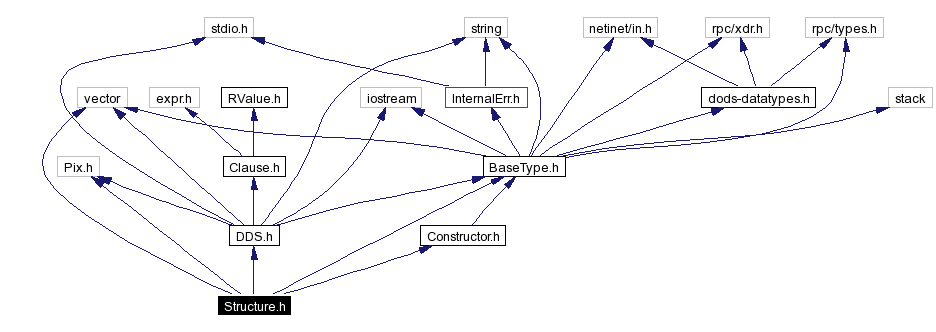 stdio.h
string
netinet/in.h
rpc/xdr.h
rpc/types.h
vector
expr.h
RValue.h
iostream
InternalErr.h
dods-datatypes.h
stack
Pix.h
Clause.h
BaseType.h
DDS.h
Constructor.h
Structure.h